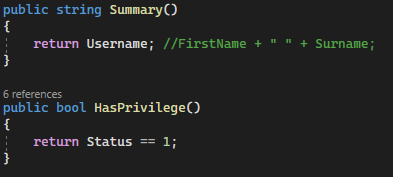 public string Summary()
{
    return Username; //FirstName + " " + Surname;
}
6 references
public bool HasPrivilege()
{
    return Status == 1;
}